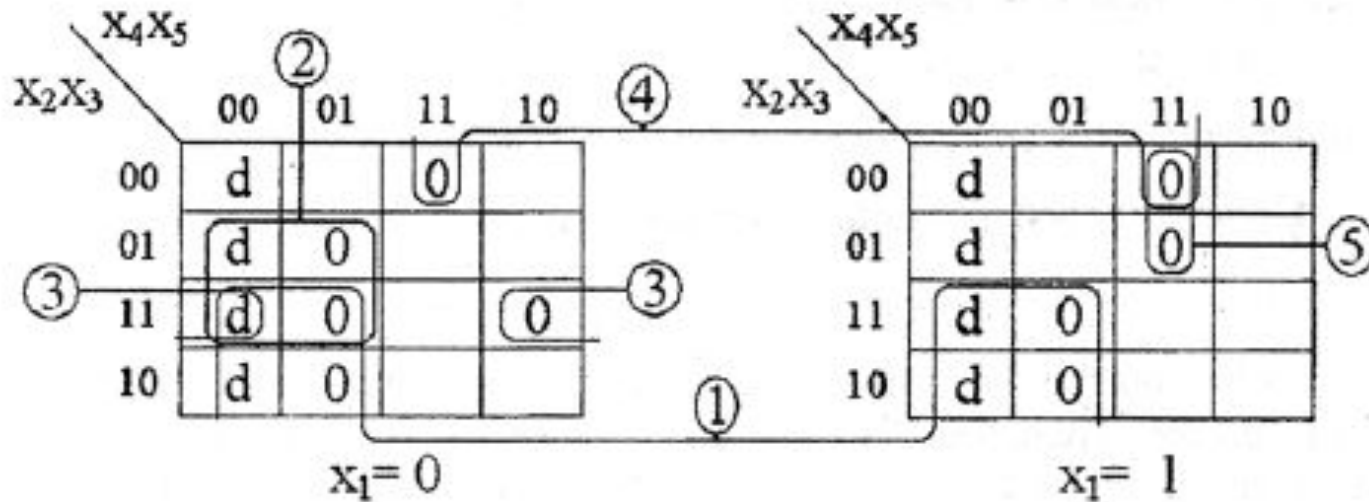 x₄x₅ x₄x₅
②
x₂x₃ ④ x₂x₃
00 01 11 10 00 01 11 10
00 d 0 00 d 0
01 d 0 01 d 0 ⑤
③ ③
11 d 0 0 11 d 0
10 d 0 10 d 0
①
x₁= 0 x₁= 1